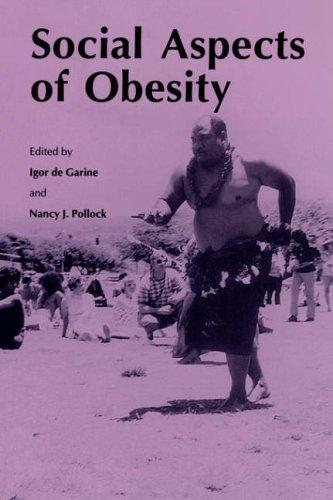 Social Aspects
of Obesity
Edited by
Igor de Garine
and
Nancy J. Pollock